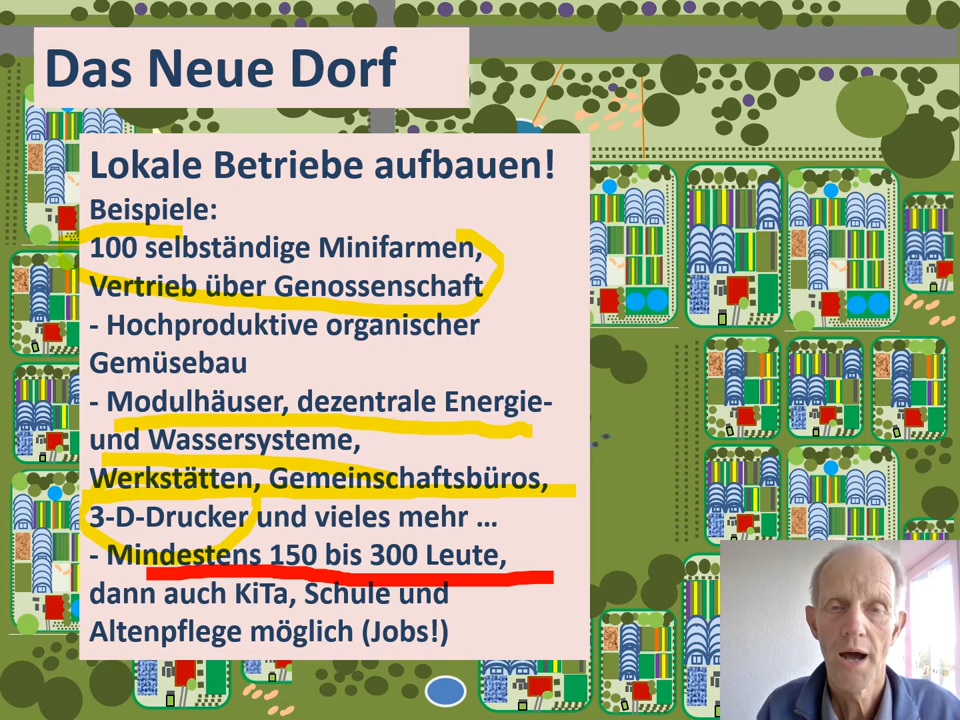 Das Neue Dorf
Lokale Betriebe aufbauen!
Beispiele:
100 selbständige Minifarmen,
Vertrieb über Genossenschaft
- Hochproduktive organischer
Gemüsebau
- Modulhäuser, dezentrale Energie-
und Wassersysteme,
Werkstätten, Gemeinschaftsbüros,
3-D-Drucker und vieles mehr …
- Mindestens 150 bis 300 Leute,
dann auch KiTa, Schule und
Altenpflege möglich (Jobs!)